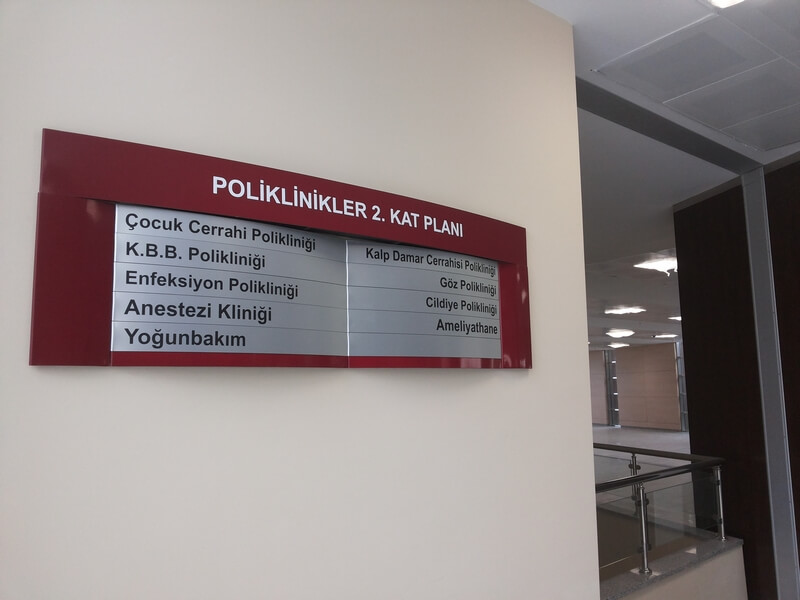 POLİKLİNİKLER 2. KAT PLANI
Çocuk Cerrahi Polikliniği
K.B.B. Polikliniği
Enfeksiyon Polikliniği
Anestezi Kliniği
Yoğunbakım
Kalp Damar Cerrahisi Polikliniği
Göz Polikliniği
Cildiye Polikliniği
Ameliyathane